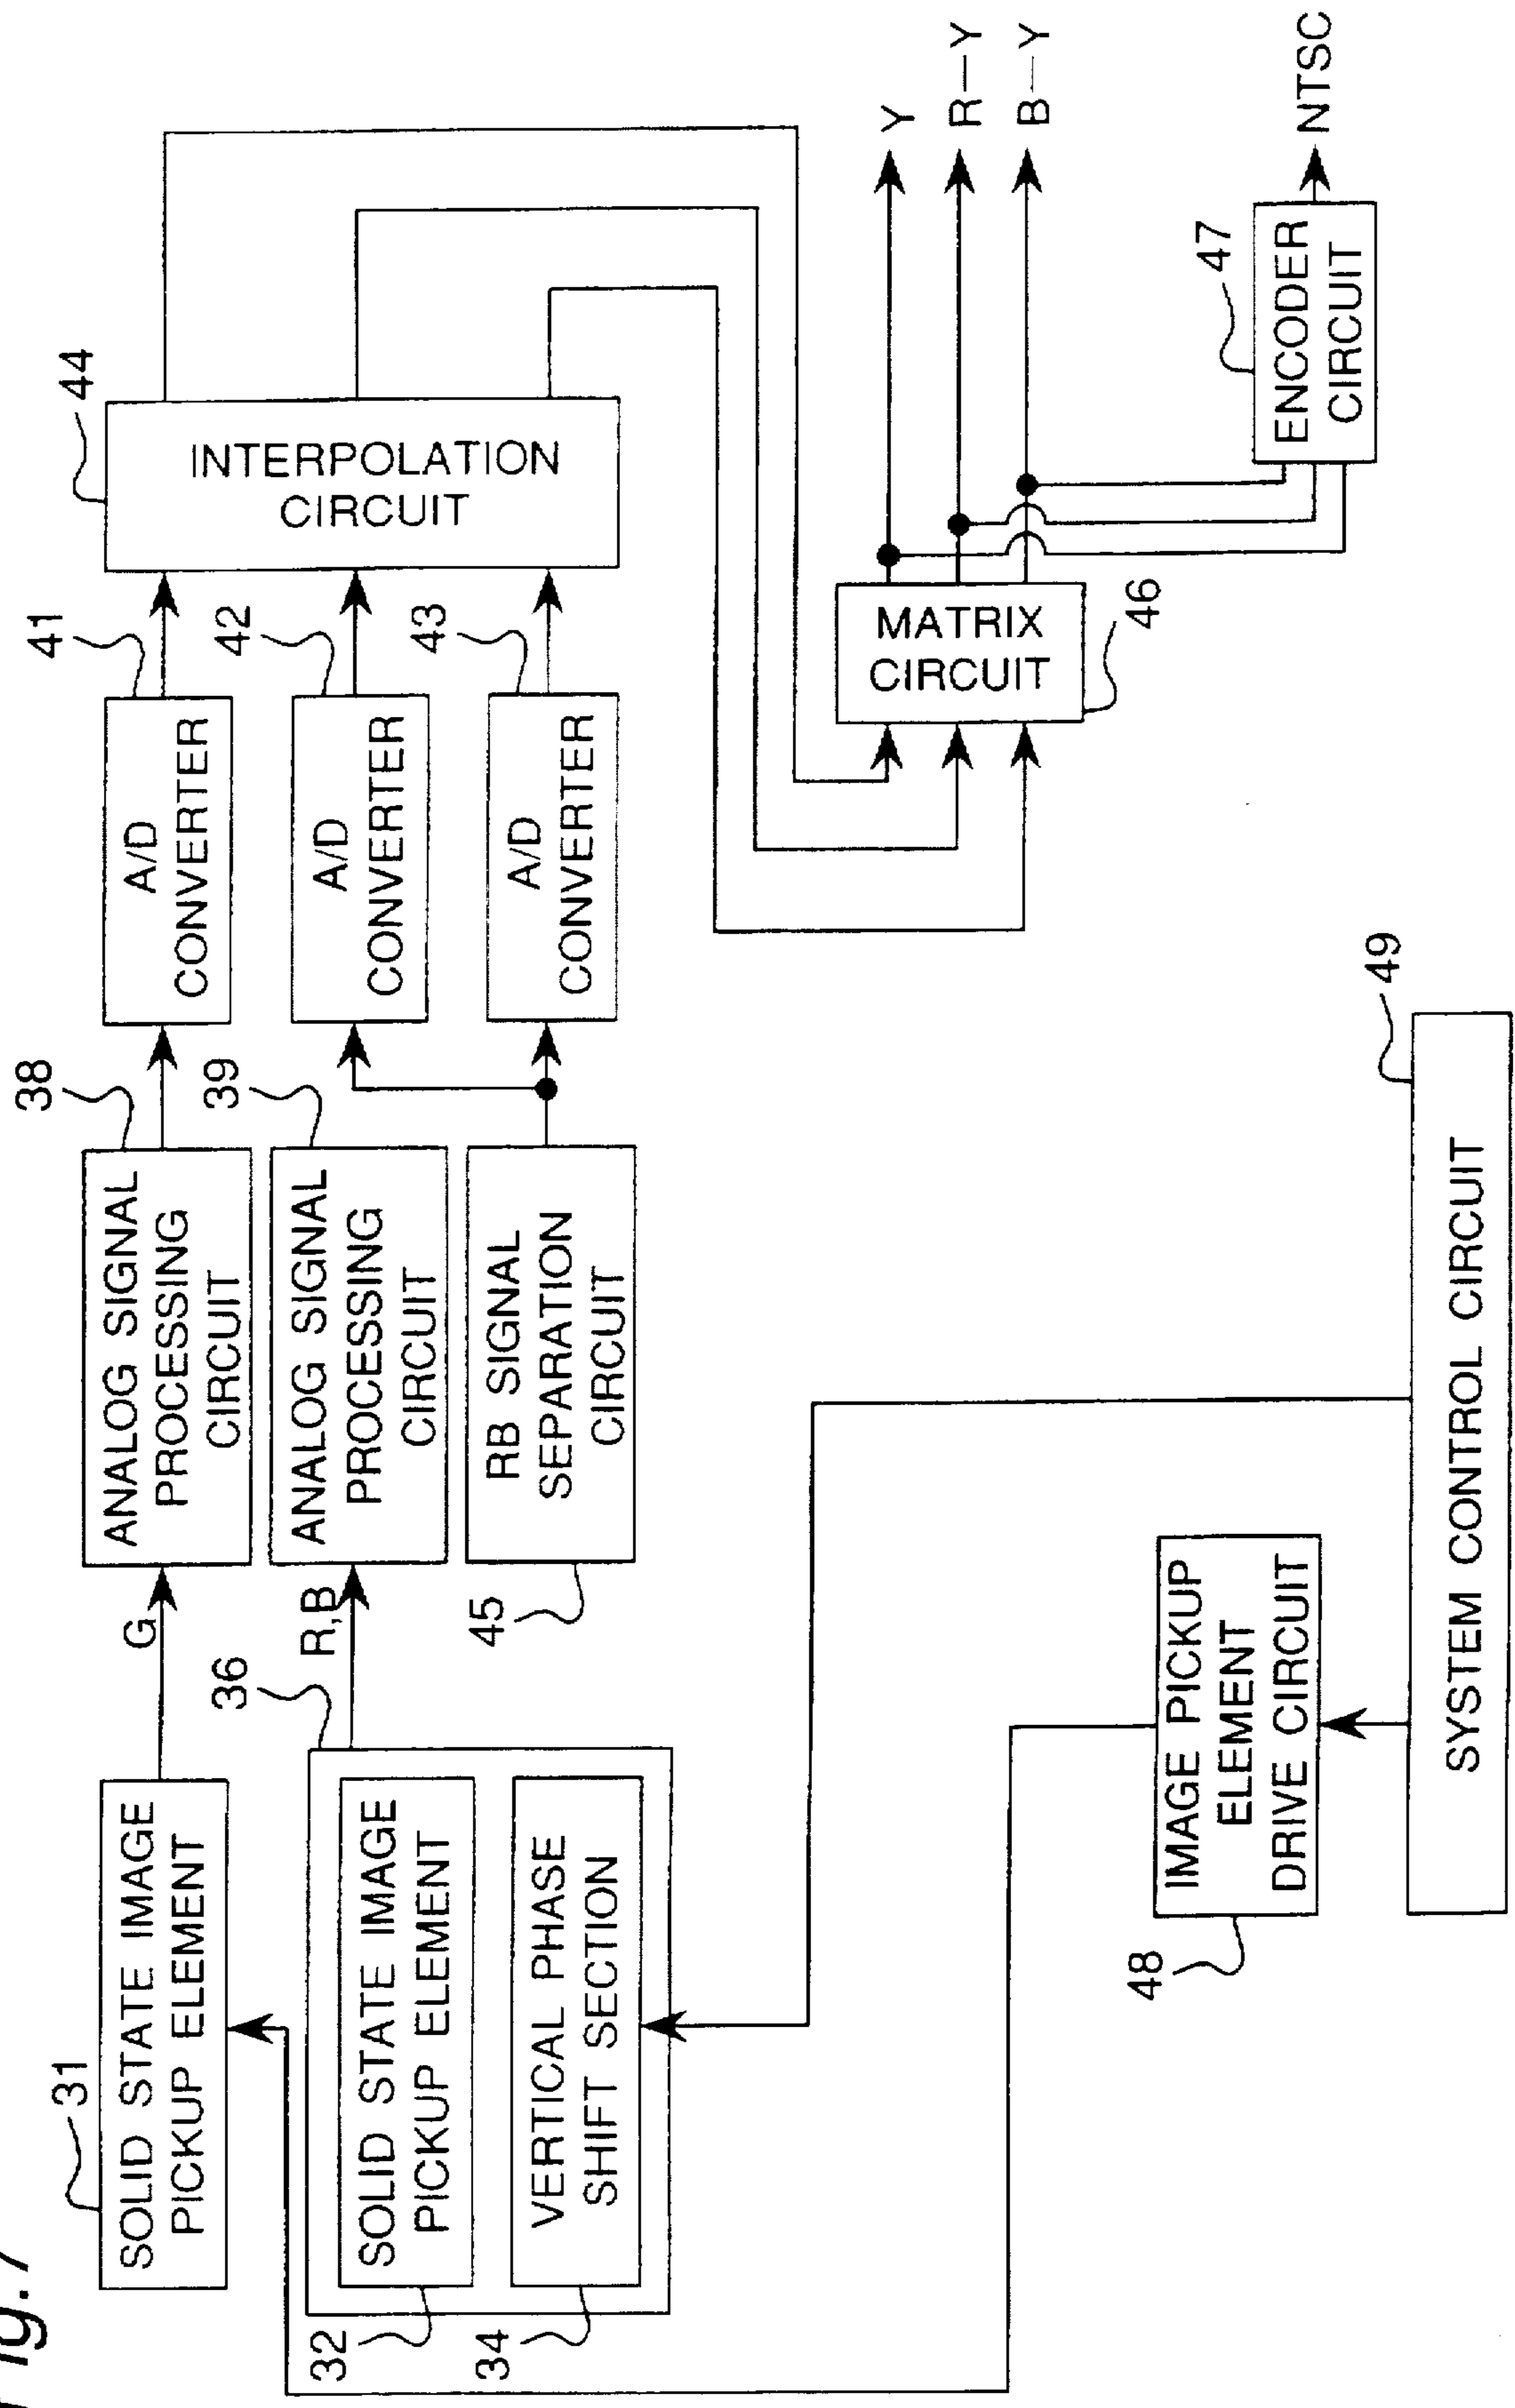 Fig.7
31
SOLID STATE IMAGE
PICKUP ELEMENT
G
38
ANALOG SIGNAL
PROCESSING
CIRCUIT
41
A/D
CONVERTER
44
INTERPOLATION
CIRCUIT
36
32
SOLID STATE IMAGE
PICKUP ELEMENT
34
VERTICAL PHASE
SHIFT SECTION
R,B
39
ANALOG SIGNAL
PROCESSING
CIRCUIT
42
A/D
CONVERTER
45
RB SIGNAL
SEPARATION
CIRCUIT
43
A/D
CONVERTER
MATRIX
CIRCUIT
46
Y
R—Y
B—Y
47
ENCODER
CIRCUIT
NTSC
48
IMAGE PICKUP
ELEMENT
DRIVE CIRCUIT
49
SYSTEM CONTROL CIRCUIT